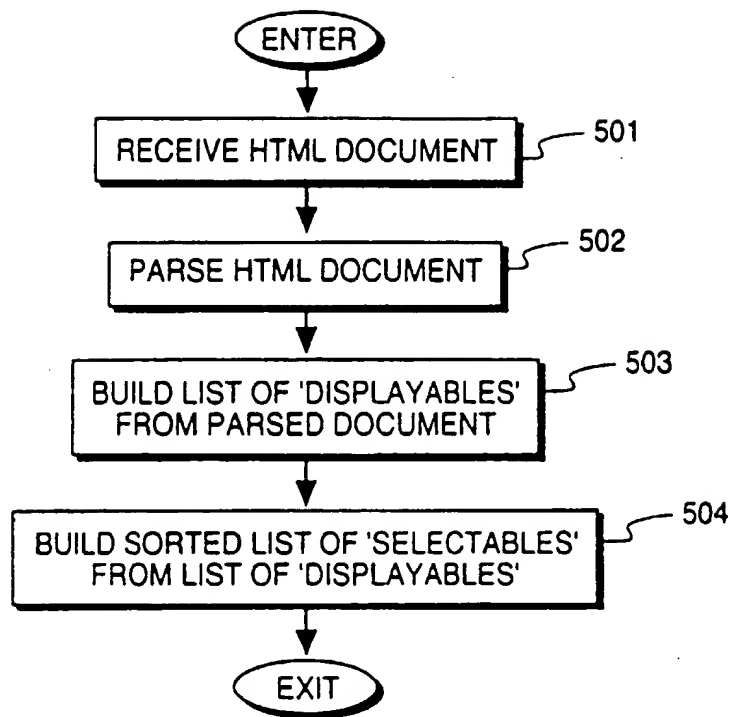 ENTER
RECEIVE HTML DOCUMENT
501
PARSE HTML DOCUMENT
502
BUILD LIST OF 'DISPLAYABLES'
FROM PARSED DOCUMENT
503
BUILD SORTED LIST OF 'SELECTABLES'
FROM LIST OF 'DISPLAYABLES'
504
EXIT